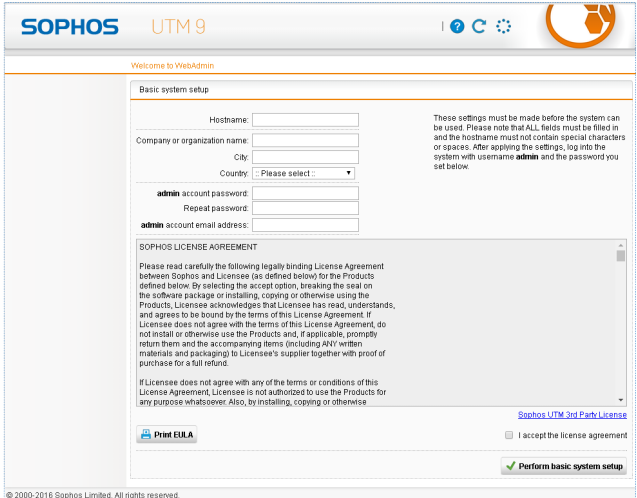 SOPHOS UTM 9
Welcome to WebAdmin
Basic system setup
Hostname:
Company or organization name:
City:
Country: :: Please select ::
admin account password:
Repeat password:
admin account email address:
These settings must be made before the system can
be used. Please note that ALL fields must be filled in
and the hostname must not contain special characters
or spaces. After applying the settings, log into the
system with username admin and the password you
set below.
SOPHOS LICENSE AGREEMENT
Please read carefully the following legally binding License Agreement
between Sophos and Licensee (as defined below) for the Products
defined below. By selecting the accept option, breaking the seal on
the software package or installing, copying or otherwise using the
Products, Licensee acknowledges that Licensee has read, understands,
and agrees to be bound by the terms of this License Agreement. If
Licensee does not agree with the terms of this License Agreement, do
not install or otherwise use the Products and, if applicable, promptly
return them and the accompanying items (including ANY written
materials and packaging) to Licensee's supplier together with proof of
purchase for a full refund.
If Licensee does not agree with any of the terms or conditions of this
License Agreement, Licensee is not authorized to use the Products for
any purpose whatsoever. Also, by installing, copying or otherwise
Sophos UTM 3rd Party License
Print EULA
I accept the license agreement
Perform basic system setup
© 2000-2016 Sophos Limited. All rights reserved.